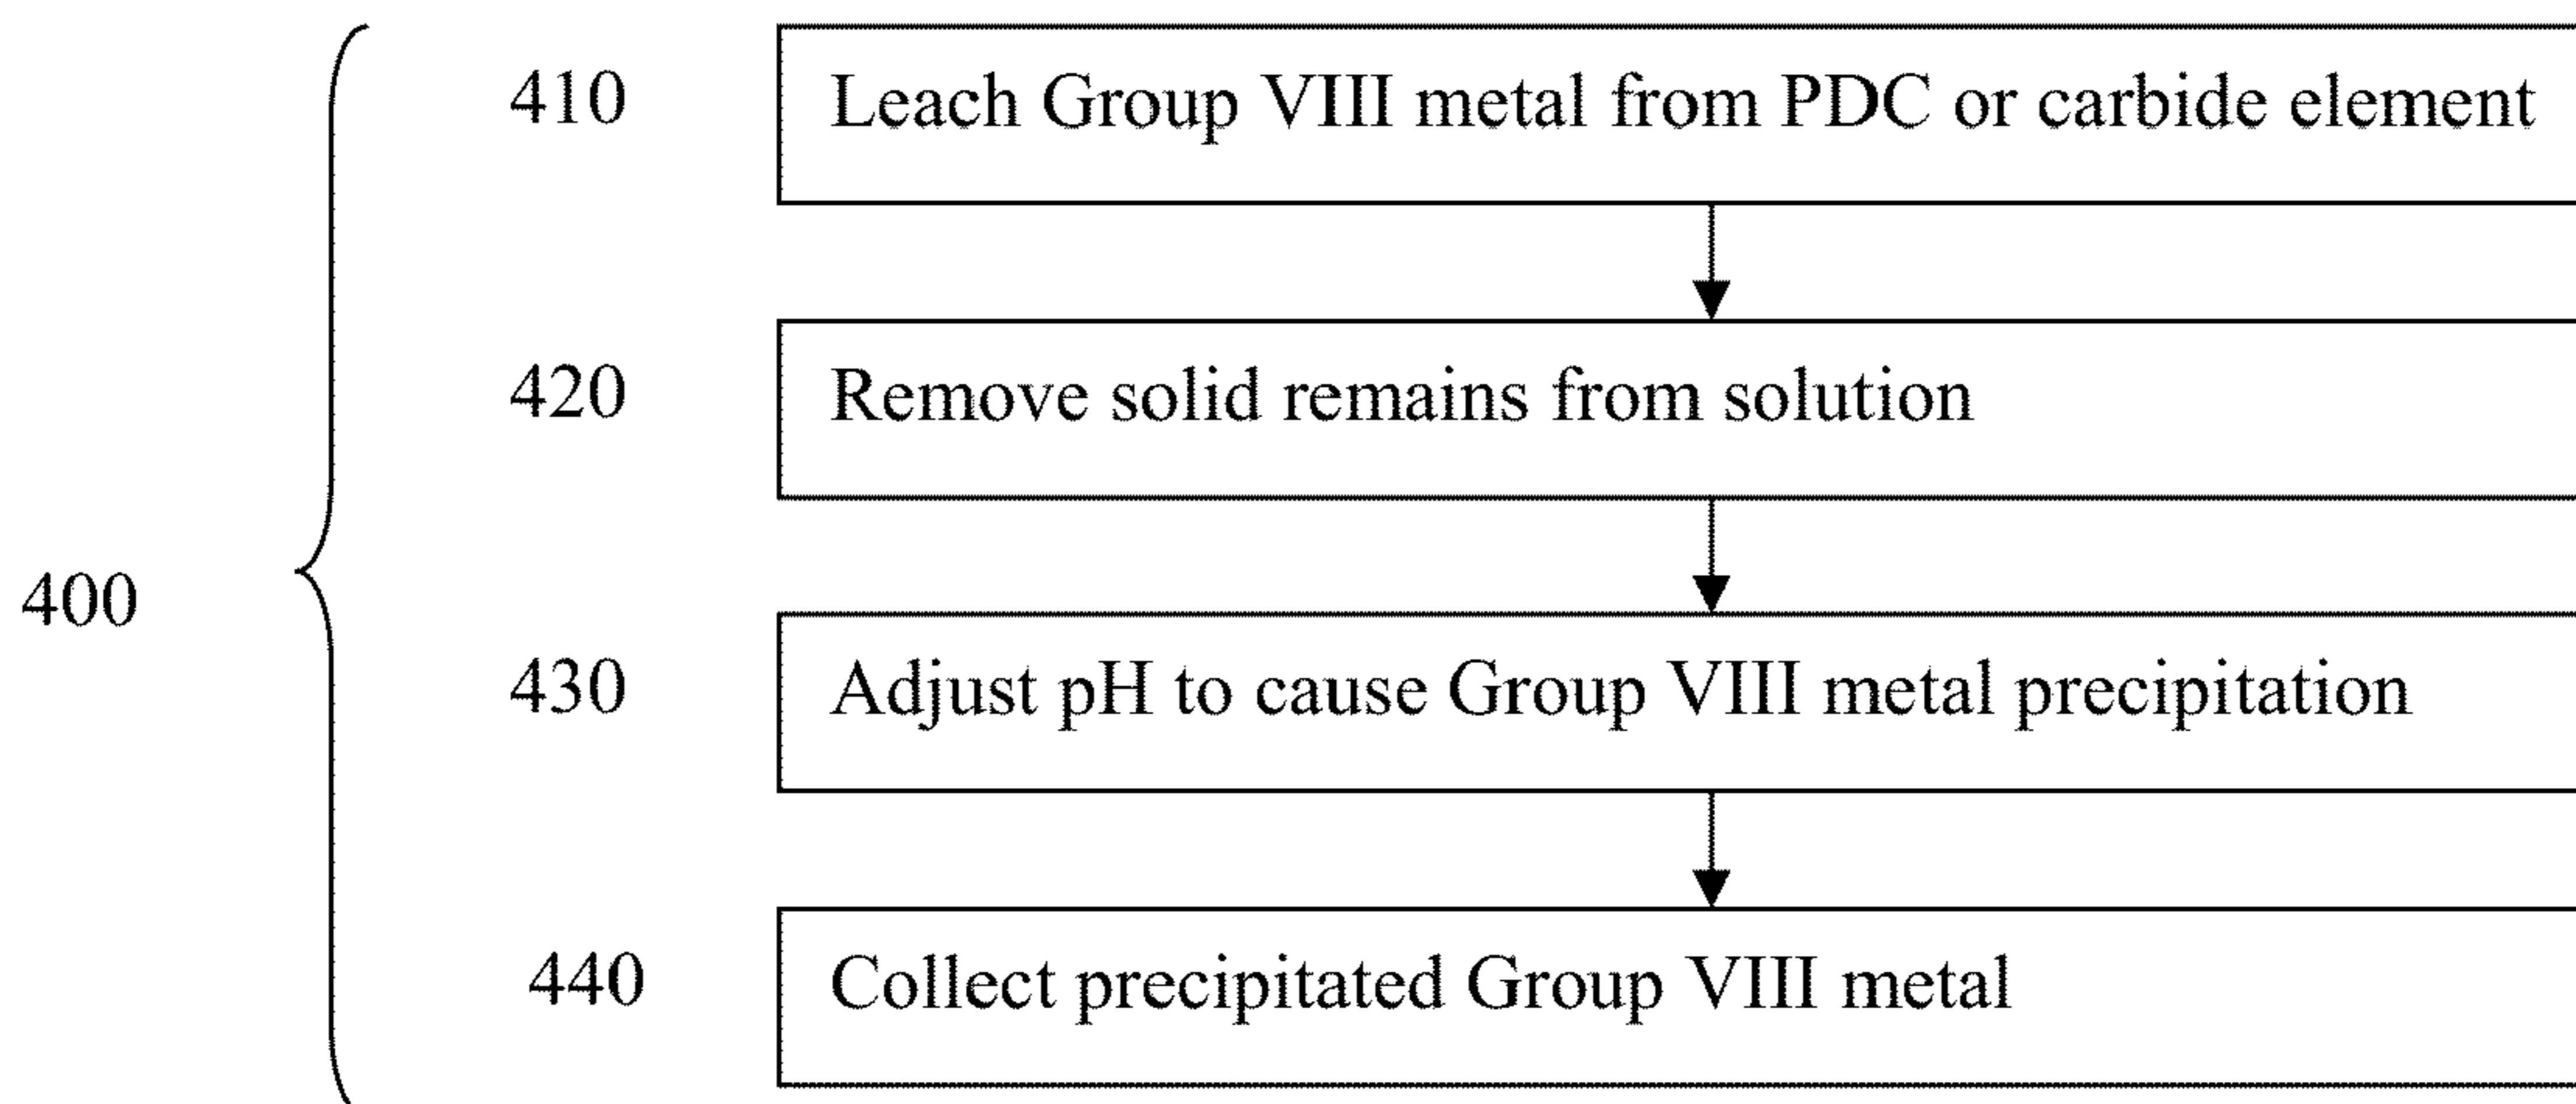 410 Leach Group VIII metal from PDC or carbide element
420 Remove solid remains from solution
400
430 Adjust pH to cause Group VIII metal precipitation
440 Collect precipitated Group VIII metal